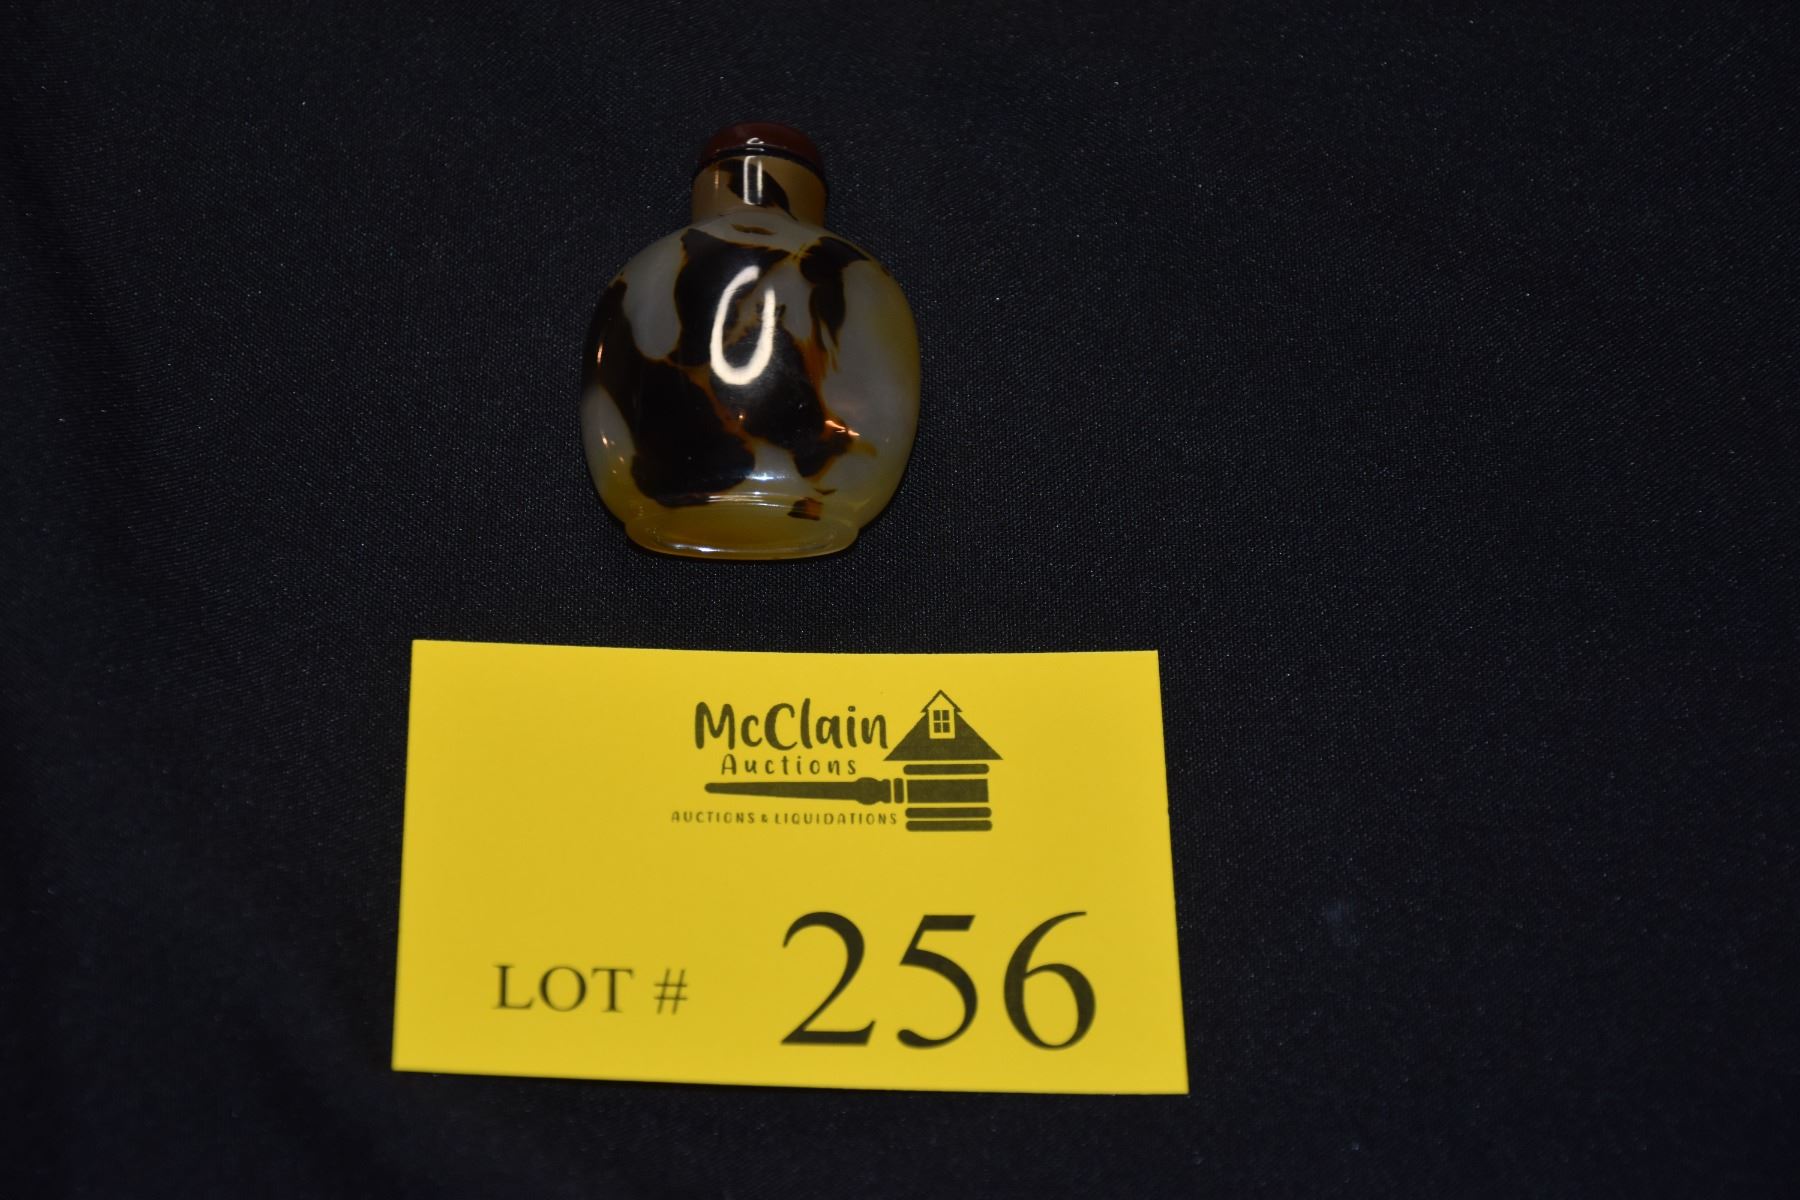 McClain
Auctions
AUCTIONS & LIQUIDATIONS
LOT # 256